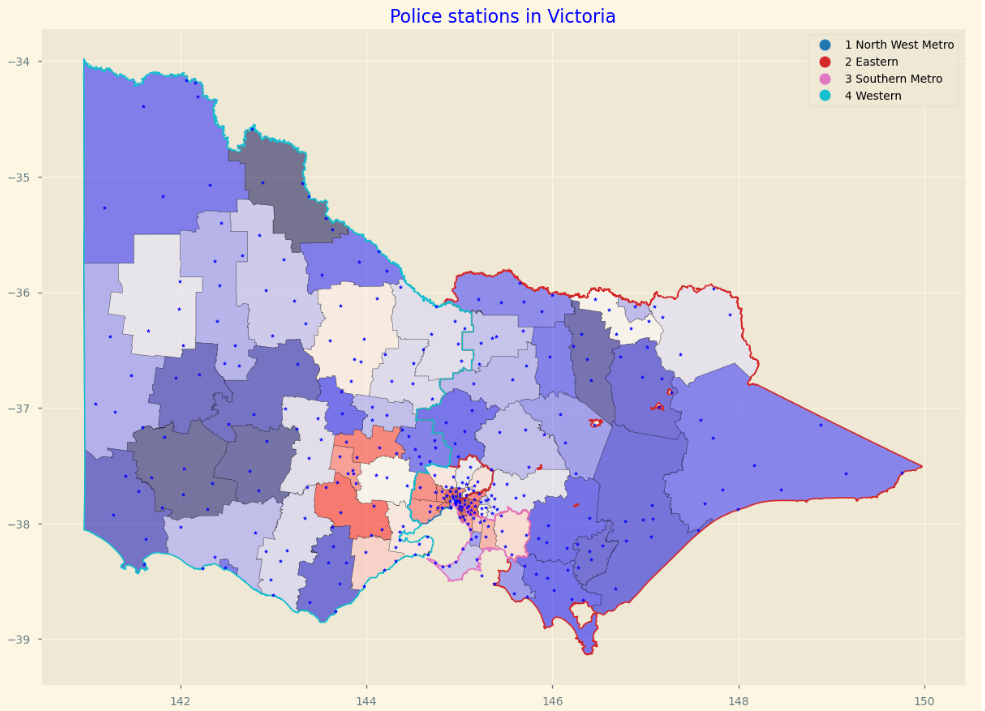 Police stations in Victoria
1 North West Metro
2 Eastern
3 Southern Metro
4 Western
−34
−35
−36
−37
−38
−39
142
144
146
148
150